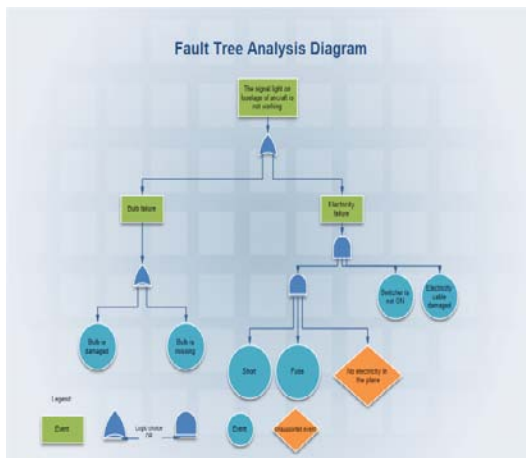 Fault Tree Analysis Diagram
The signal light on
fuselage of aircraft is
not working
Bulb failure
Electricity
failure
Switcher is
not ON
Electricity
cable
damaged
Bulb is
damaged
Bulb is
missing
Short
Fuse
No electricity in
the plane
Legend:
Event
Logic choice
OR
Event
event